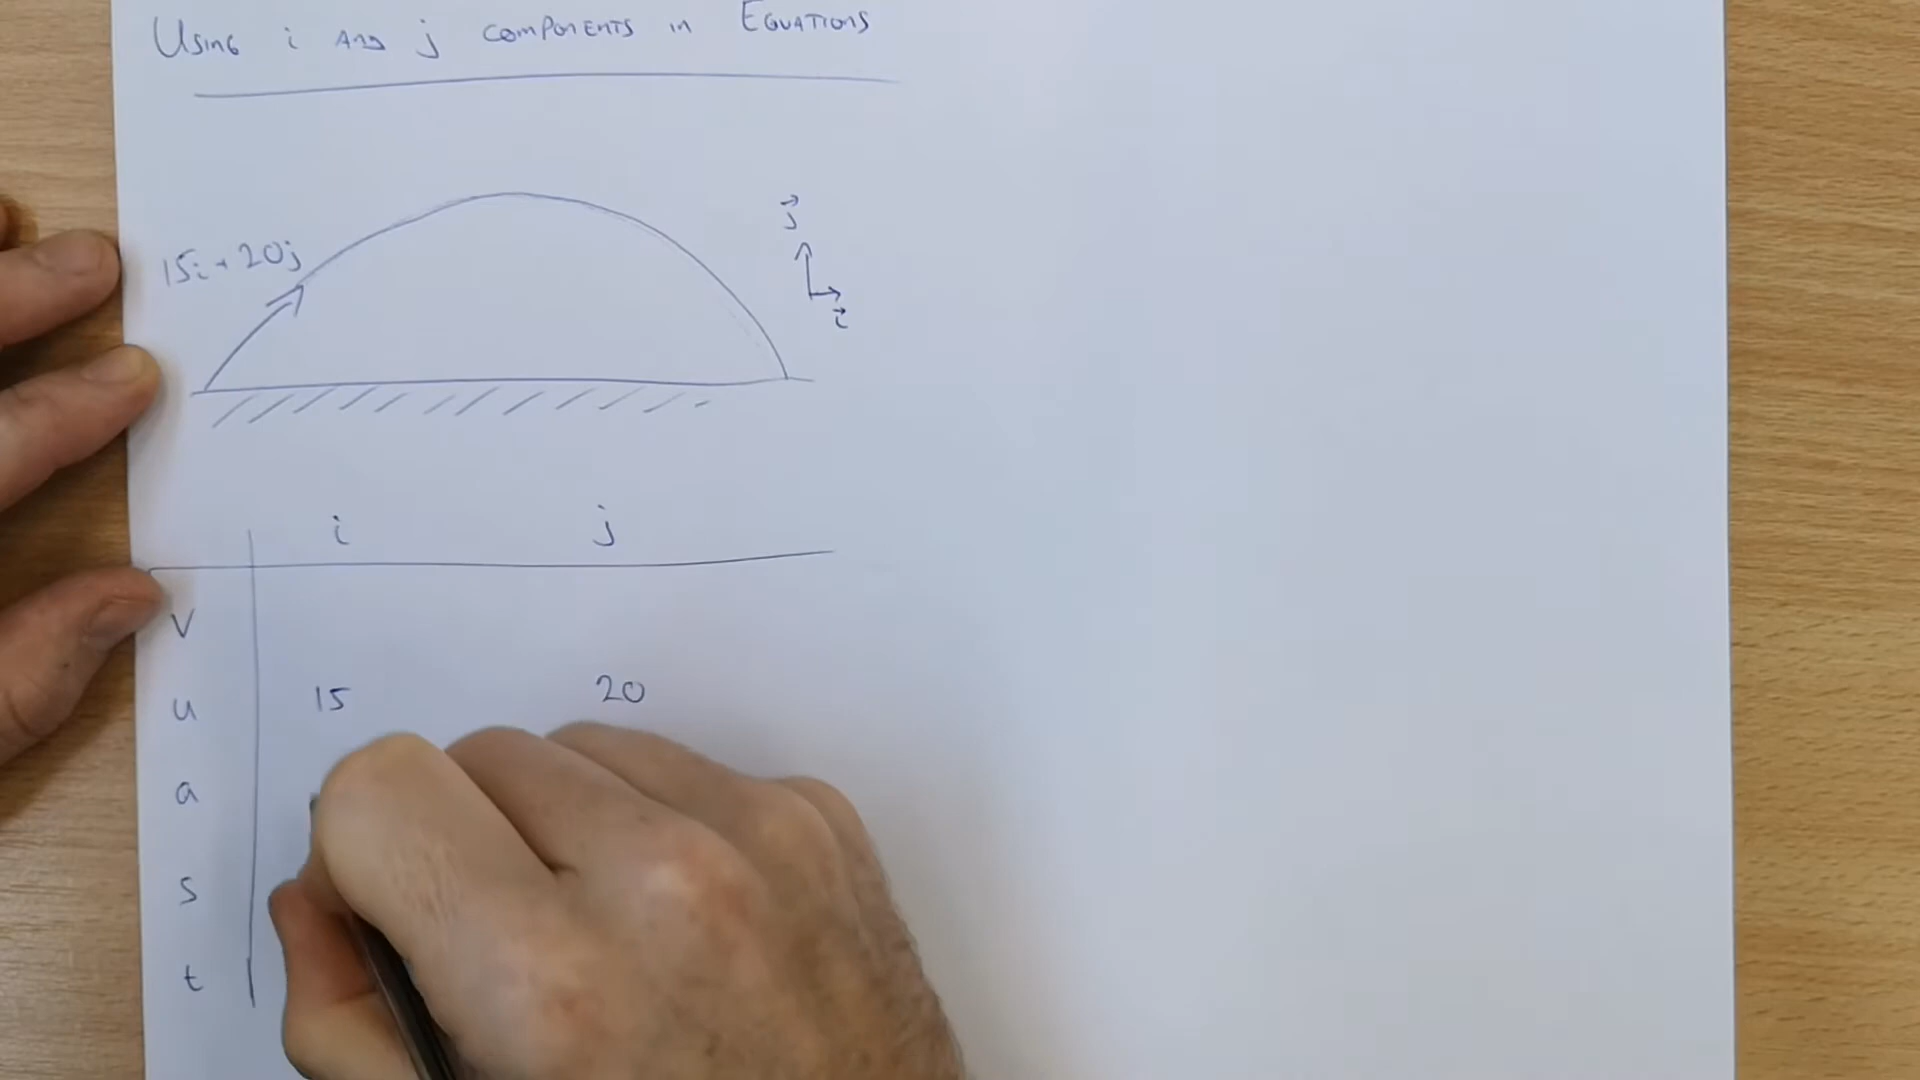 Using i and j components in Equations
j
15i + 20j
i
i j
v
u 15 20
a
s
t